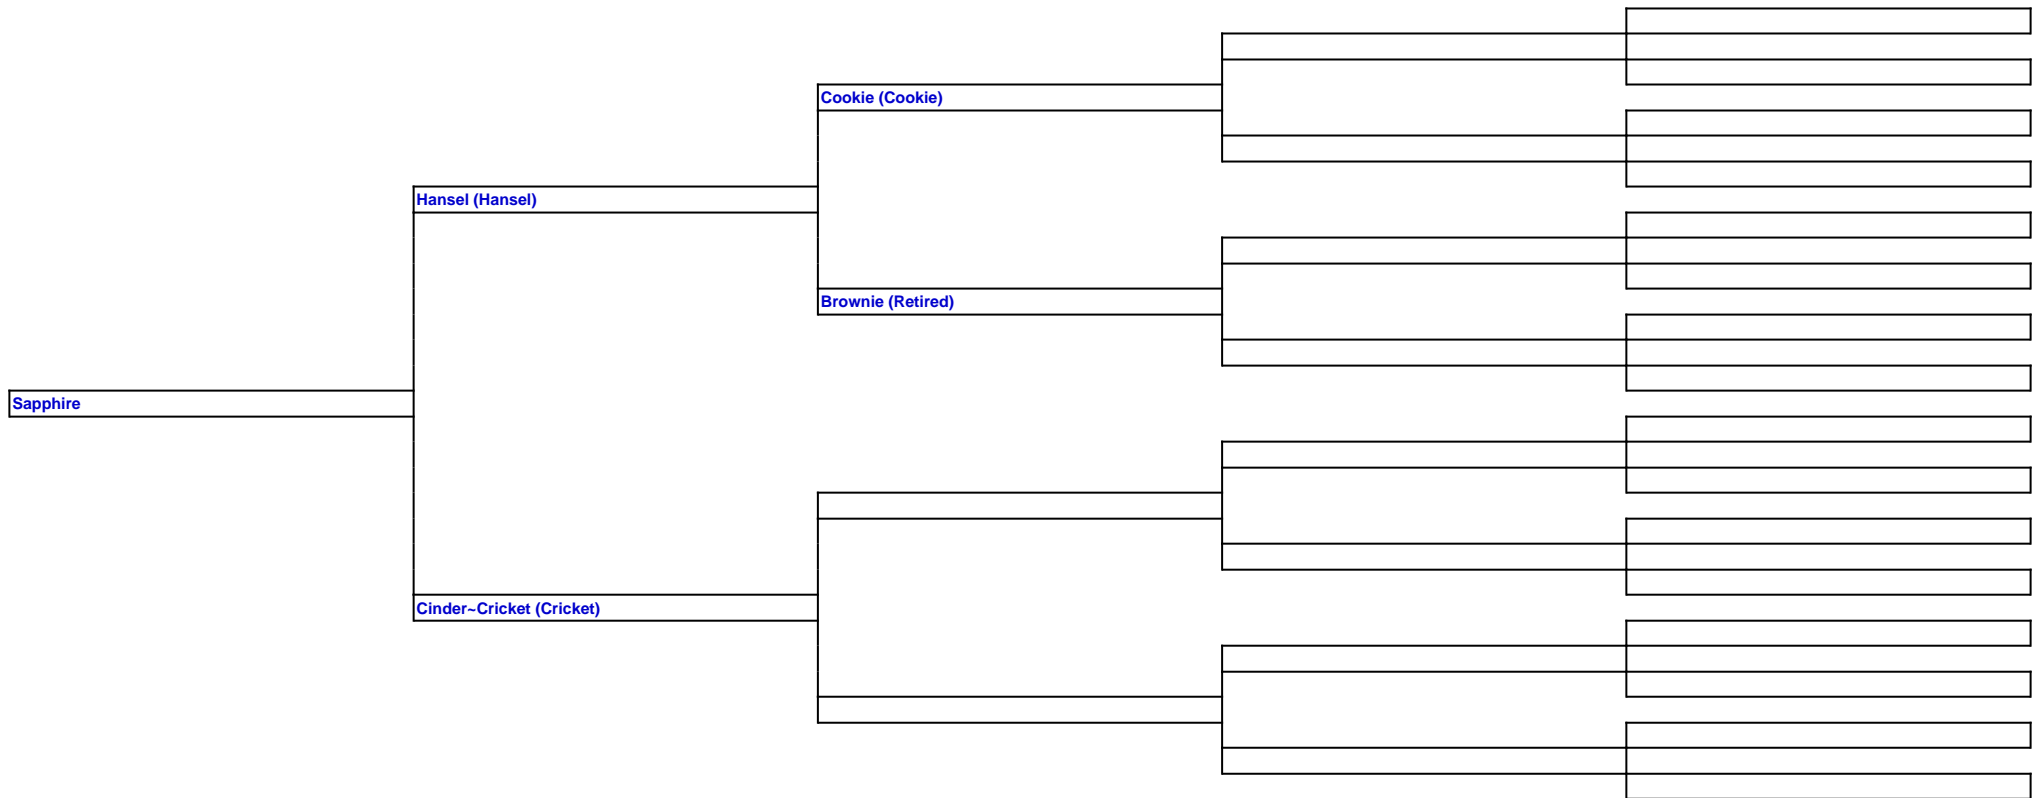 Cookie (Cookie)
Hansel (Hansel)
Brownie (Retired)
Sapphire
Cinder~Cricket (Cricket)